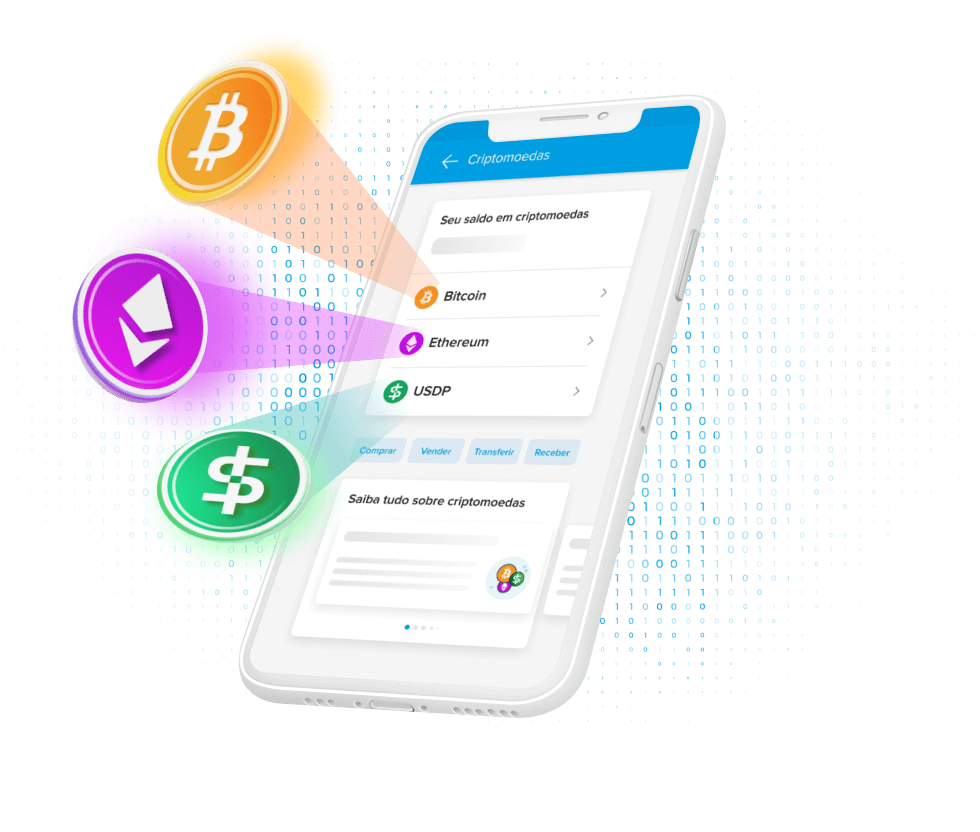 Criptomoedas
Seu saldo em criptomoedas
Bitcoin
Ethereum
USDP
Comprar Vender Transferir Receber
Saiba tudo sobre criptomoedas